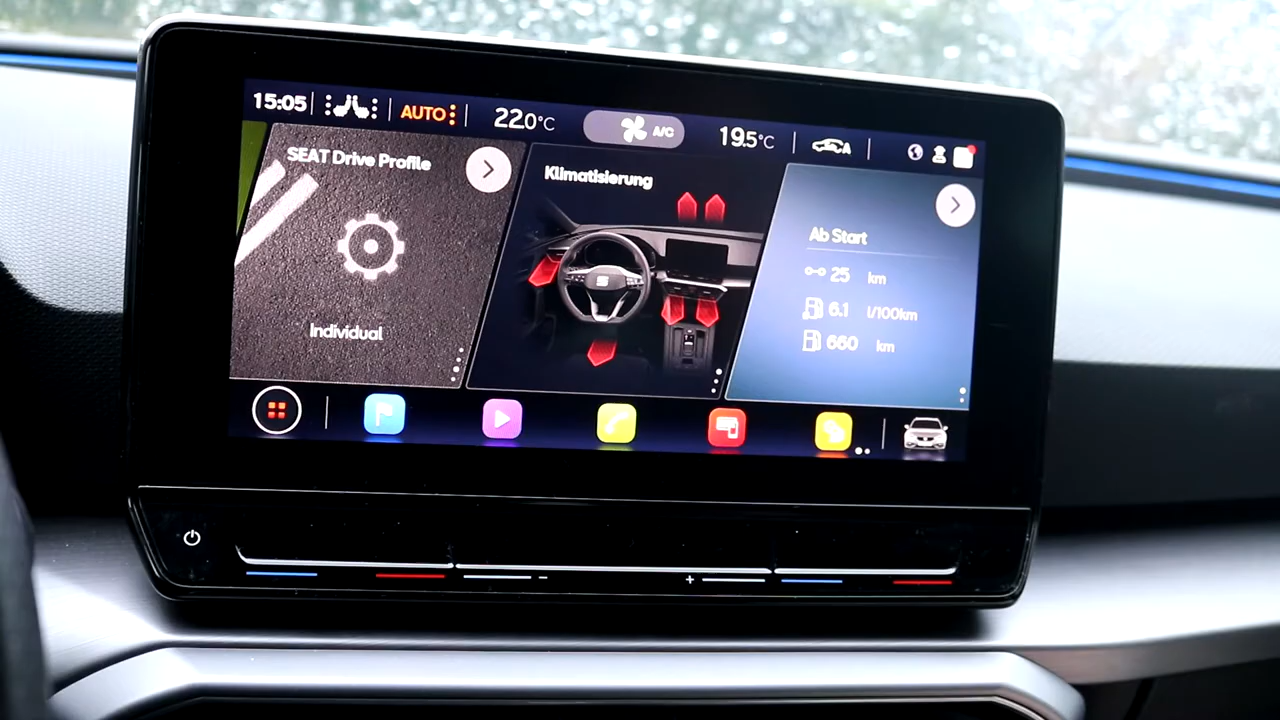 15:05
AUTO
22.0°C
A/C
19.5°C
A
SEAT Drive Profile
Individual
Klimatisierung
Ab Start
25 km
6.1 l/100km
660 km
− +